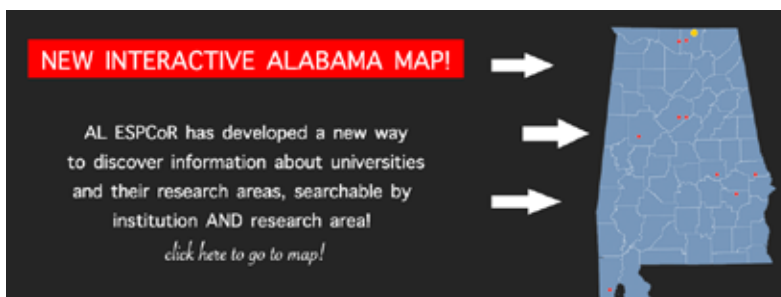 NEW INTERACTIVE ALABAMA MAP!
AL ESPCoR has developed a new way
to discover information about universities
and their research areas, searchable by
institution AND research area!
click here to go to map!